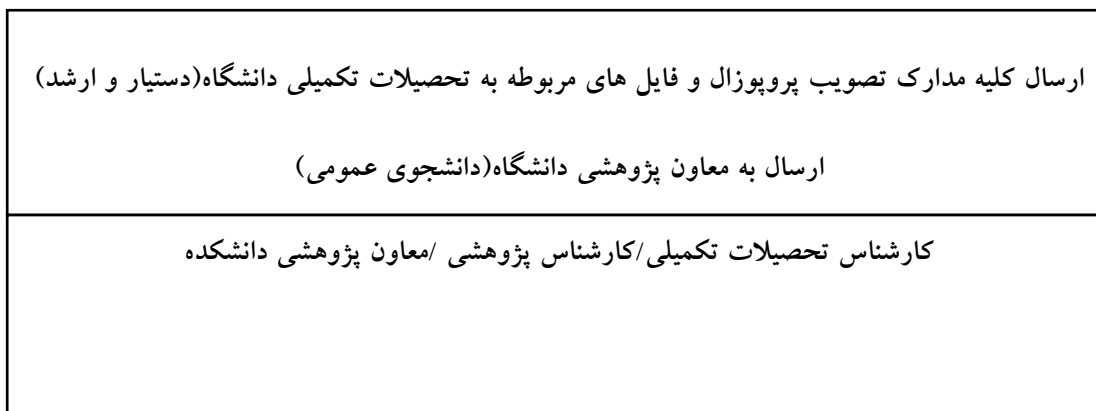 ارسال کلیه مدارک تصویب پروپوزال و فایل های مربوطه به تحصیلات تکمیلی دانشگاه(دستیار و ارشد)
ارسال به معاون پژوهشی دانشگاه(دانشجوی عمومی)
کارشناس تحصیلات تکمیلی/کارشناس پژوهشی /معاون پژوهشی دانشکده